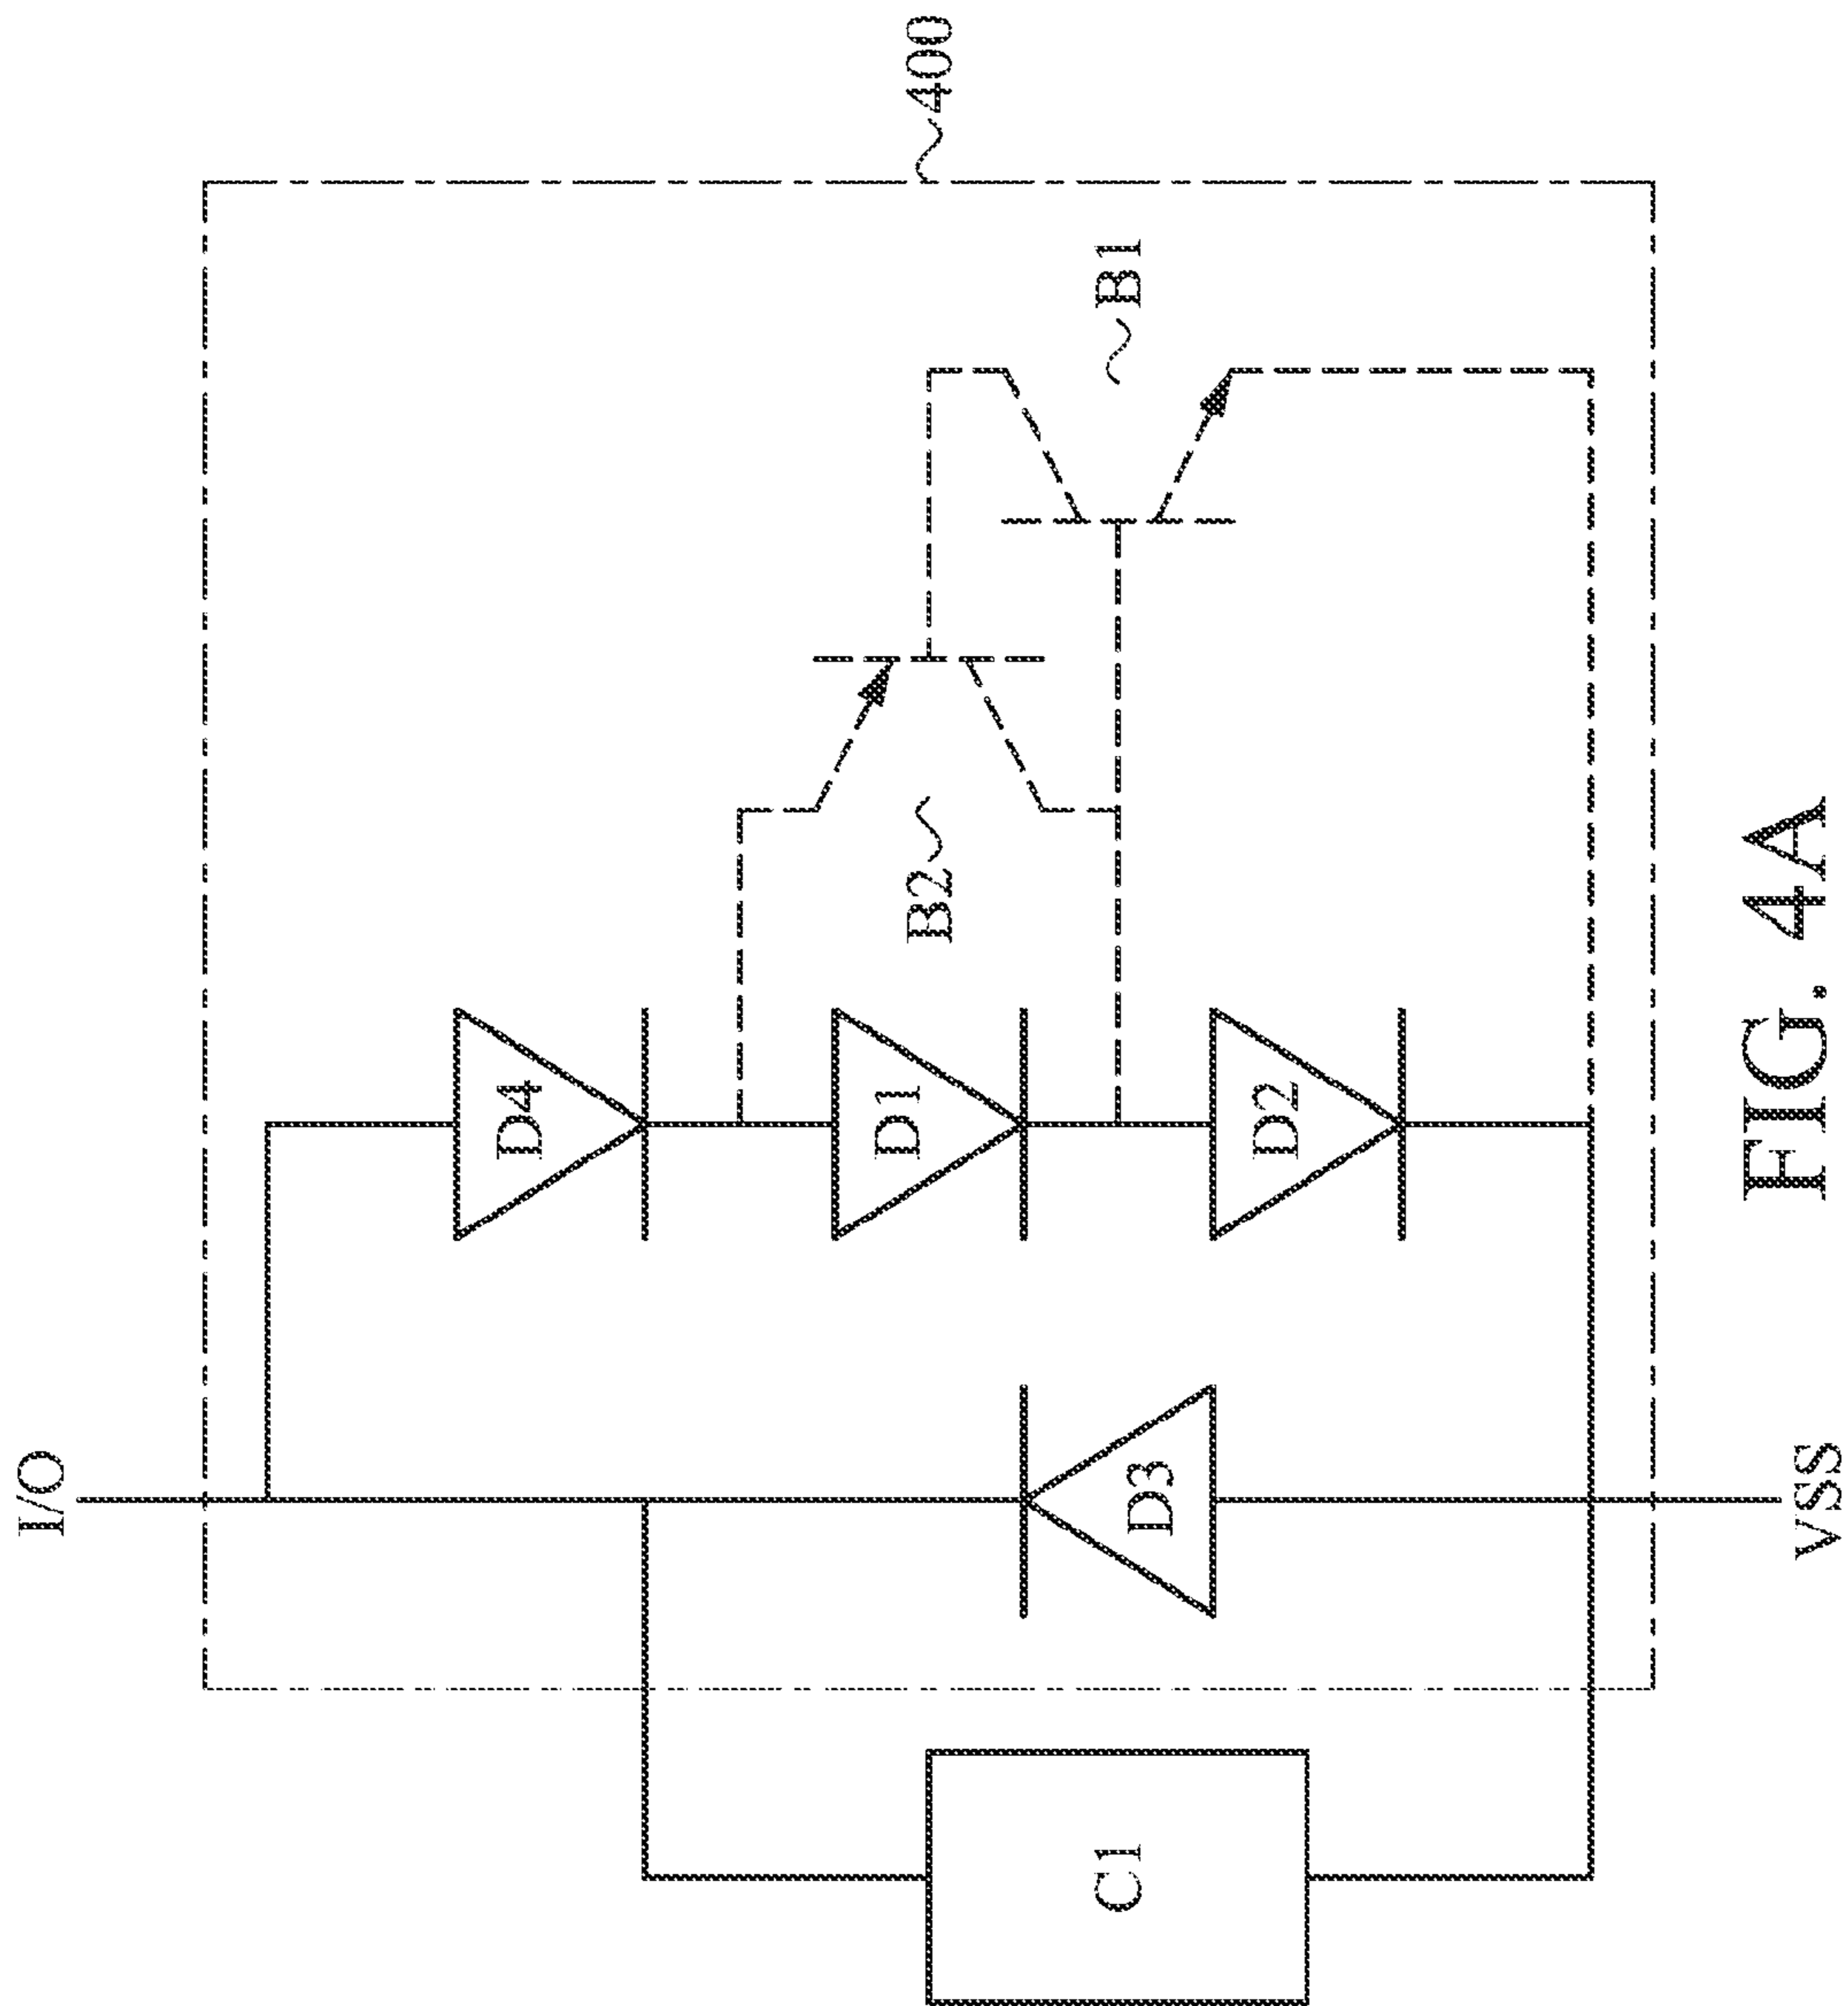 I/O
~400
D4
B2~
D1
~B1
D3
D2
C1
VSS
FIG. 4A